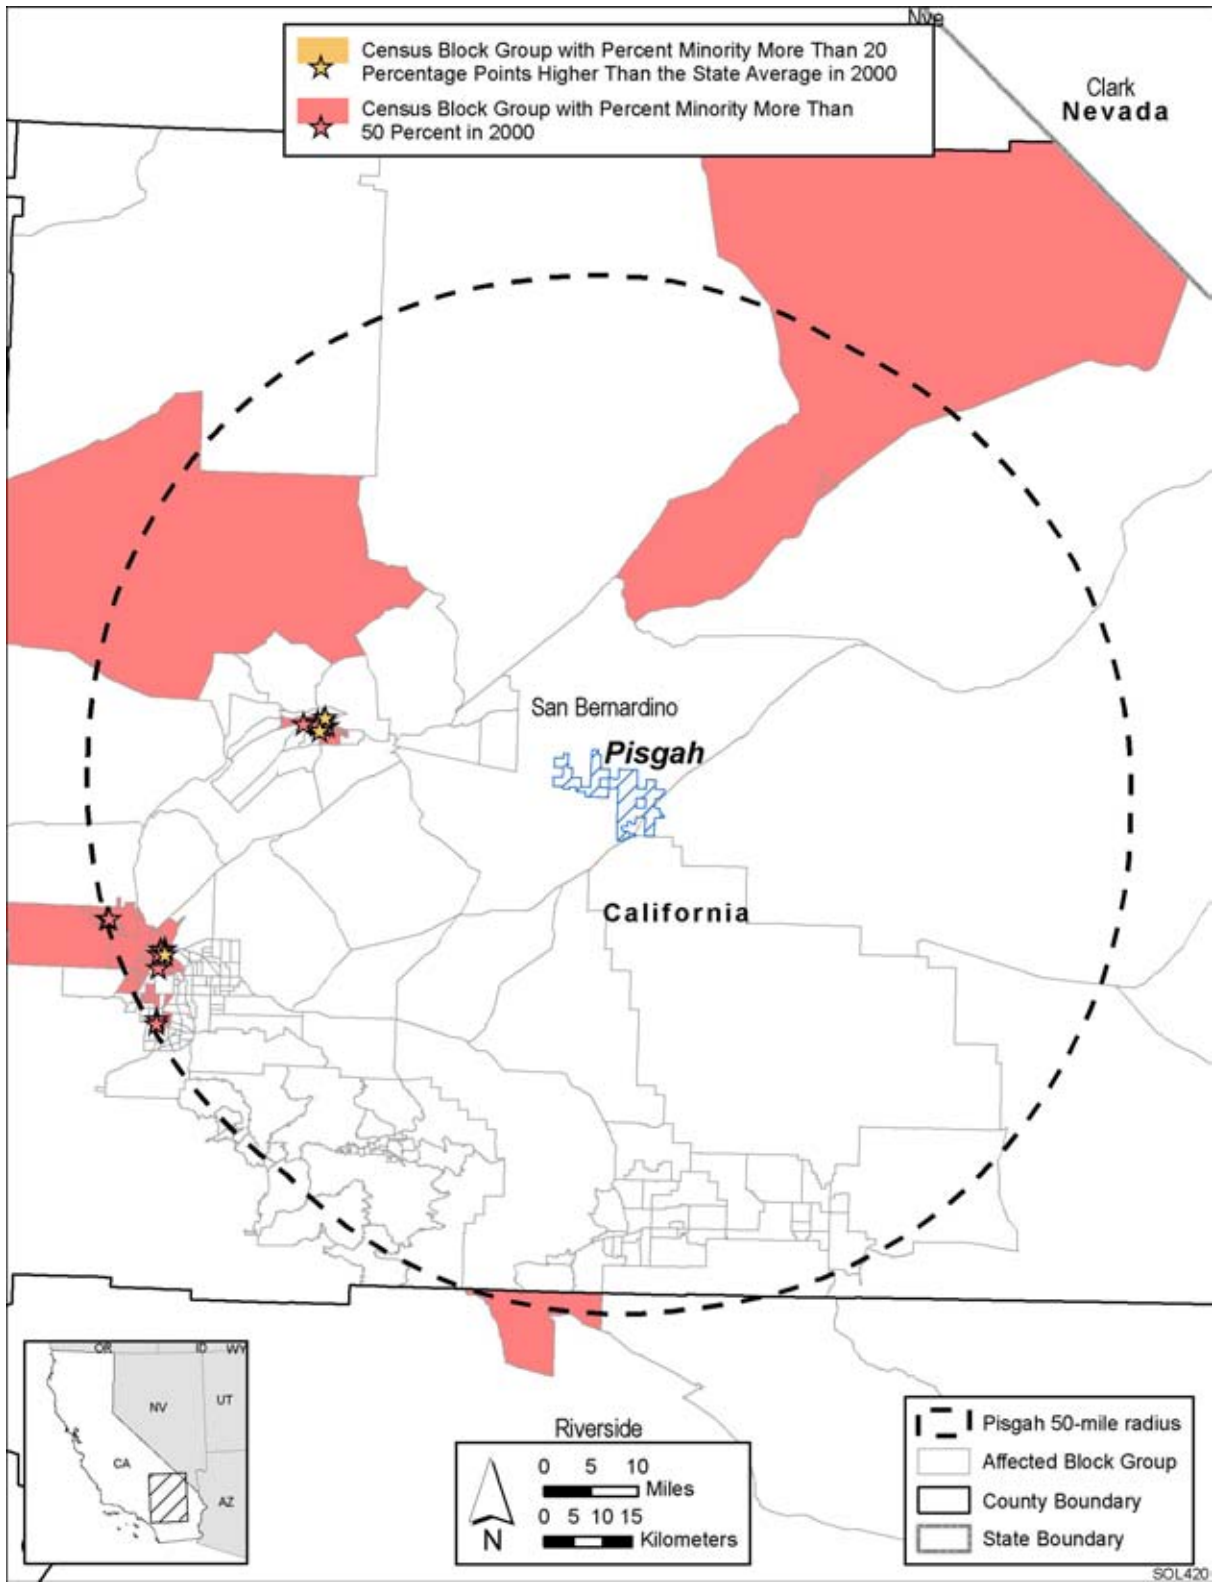 Nye
Census Block Group with Percent Minority More Than 20
Percentage Points Higher Than the State Average in 2000
Census Block Group with Percent Minority More Than
50 Percent in 2000
Clark
Nevada
San Bernardino
Pisgah
California
OR
ID
WY
NV
UT
CA
AZ
Riverside
0 5 10
Miles
0 5 10 15
Kilometers
N
Pisgah 50-mile radius
Affected Block Group
County Boundary
State Boundary
SOL420